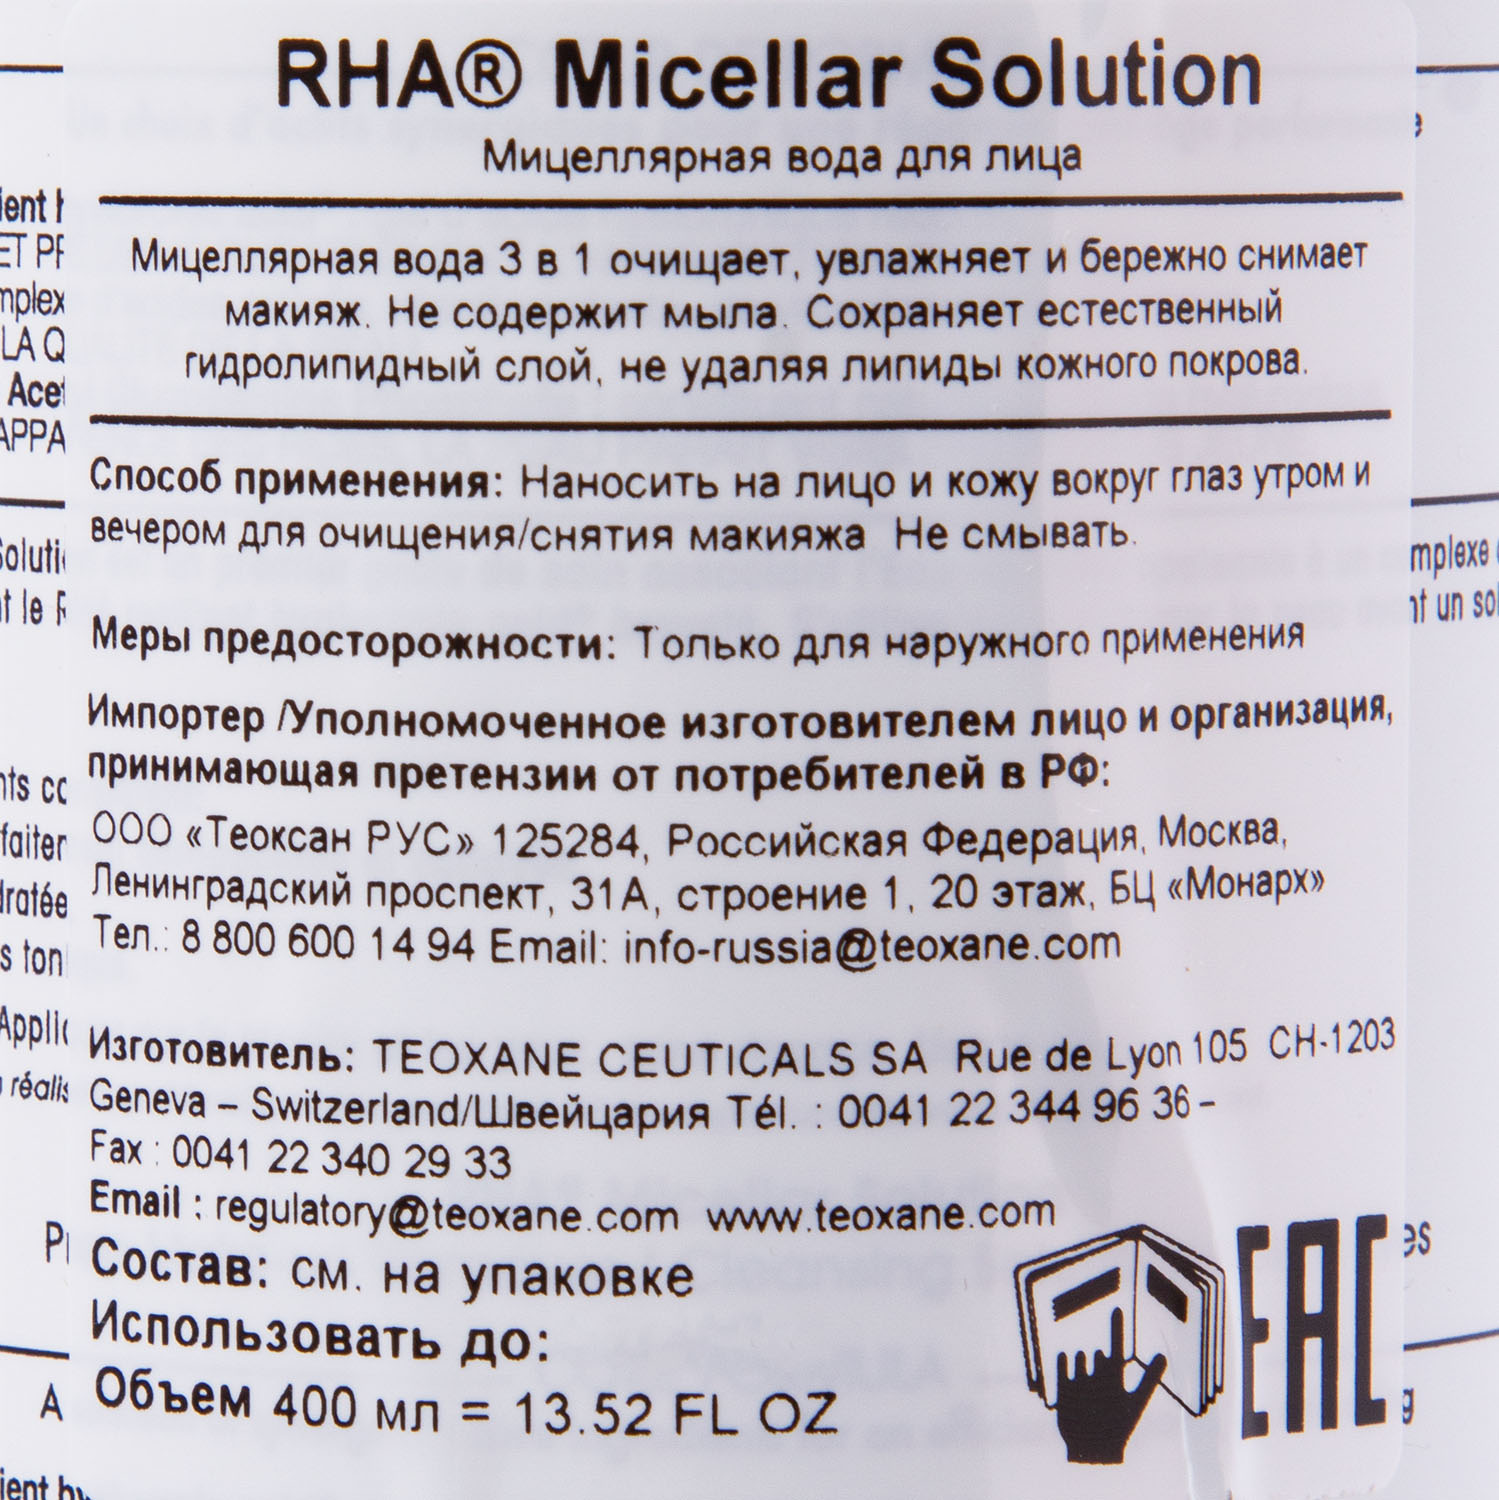 RHA® Micellar Solution
Мицеллярная вода для лица
Мицеллярная вода 3 в 1 очищает, увлажняет и бережно снимает
макияж. Не содержит мыла. Сохраняет естественный
гидролипидный слой, не удаляя липиды кожного покрова.
Способ применения: Наносить на лицо и кожу вокруг глаз утром и
вечером для очищения/снятия макияжа Не смывать.
Меры предосторожности: Только для наружного применения
Импортер /Уполномоченное изготовителем лицо и организация,
принимающая претензии от потребителей в РФ:
ООО «Теоксан РУС» 125284, Российская Федерация, Москва,
Ленинградский проспект, 31А, строение 1, 20 этаж, БЦ «Монарх»
Тел.: 8 800 600 14 94 Email: info-russia@teoxane.com
Изготовитель: TEOXANE CEUTICALS SA Rue de Lyon 105 CH-1203
Geneva – Switzerland/Швейцария Tél. : 0041 22 344 96 36 -
Fax : 0041 22 340 29 33
Email : regulatory@teoxane.com www.teoxane.com
Состав: см. на упаковке
Использовать до:
Объем 400 мл = 13.52 FL OZ
EAC